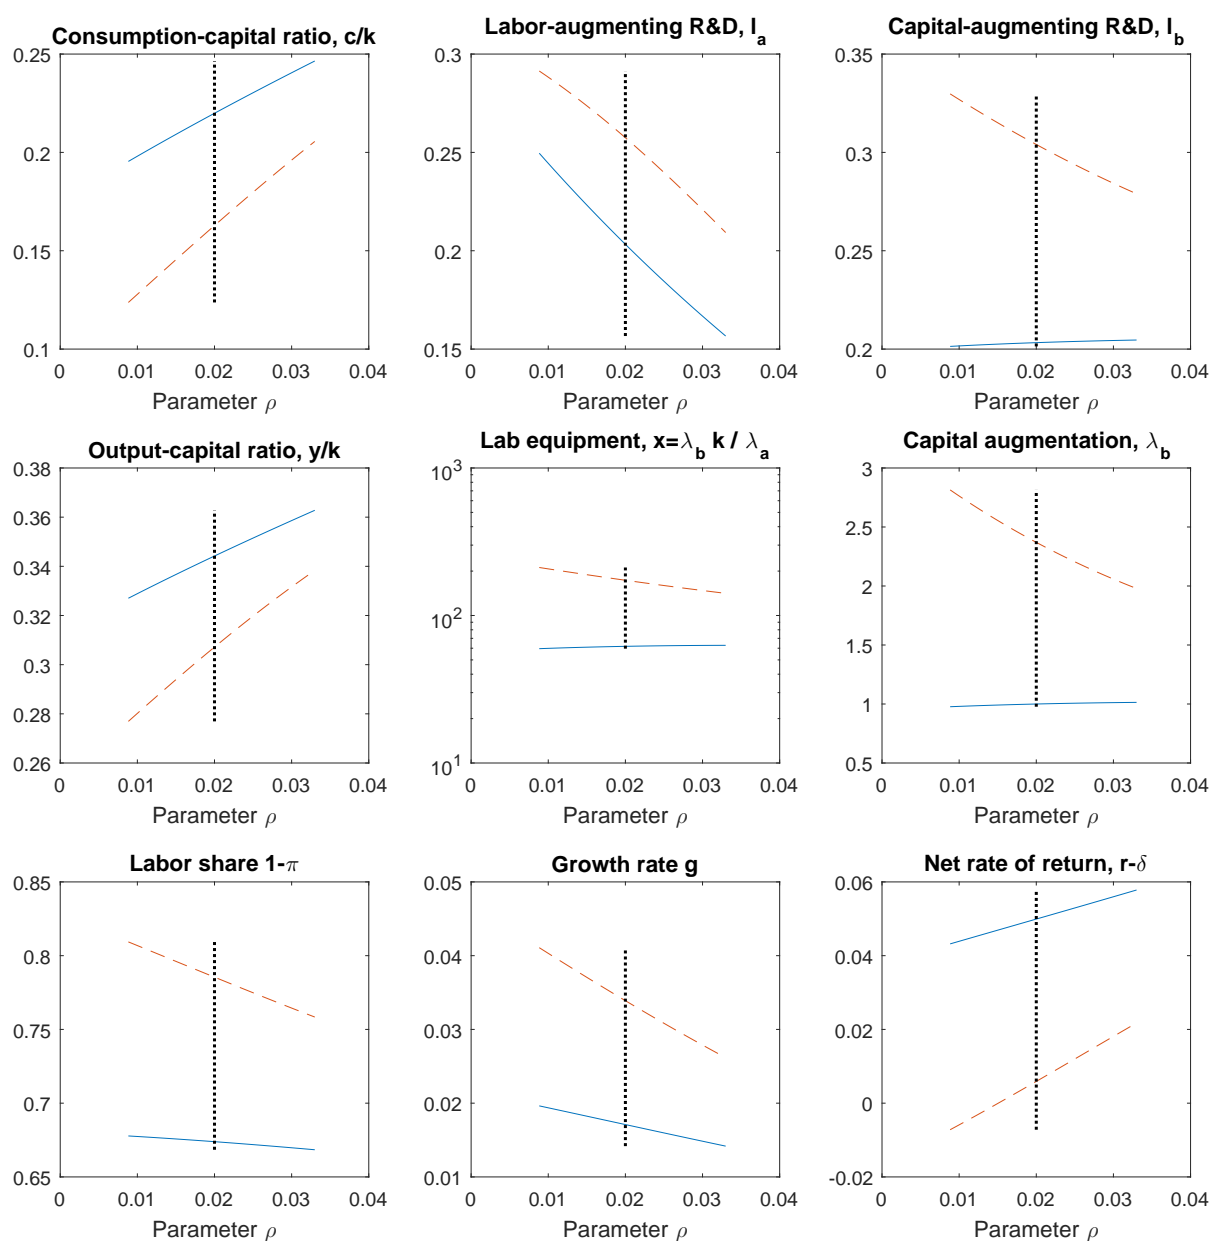 Consumption-capital ratio, c/k
0.25
0.2
0.15
0.1
0 0.01 0.02 0.03 0.04
Parameter ρ
Labor-augmenting R&D, l_a
0.3
0.25
0.2
0.15
0 0.01 0.02 0.03 0.04
Parameter ρ
Capital-augmenting R&D, l_b
0.35
0.3
0.25
0.2
0 0.01 0.02 0.03 0.04
Parameter ρ
Output-capital ratio, y/k
0.38
0.36
0.34
0.32
0.3
0.28
0.26
0 0.01 0.02 0.03 0.04
Parameter ρ
Lab equipment, x=λ_b k / λ_a
10^3
10^2
10^1
0 0.01 0.02 0.03 0.04
Parameter ρ
Capital augmentation, λ_b
3
2.5
2
1.5
1
0.5
0 0.01 0.02 0.03 0.04
Parameter ρ
Labor share 1-π
0.85
0.8
0.75
0.7
0.65
0 0.01 0.02 0.03 0.04
Parameter ρ
Growth rate g
0.05
0.04
0.03
0.02
0.01
0 0.01 0.02 0.03 0.04
Parameter ρ
Net rate of return, r-δ
0.06
0.04
0.02
0
-0.02
0 0.01 0.02 0.03 0.04
Parameter ρ